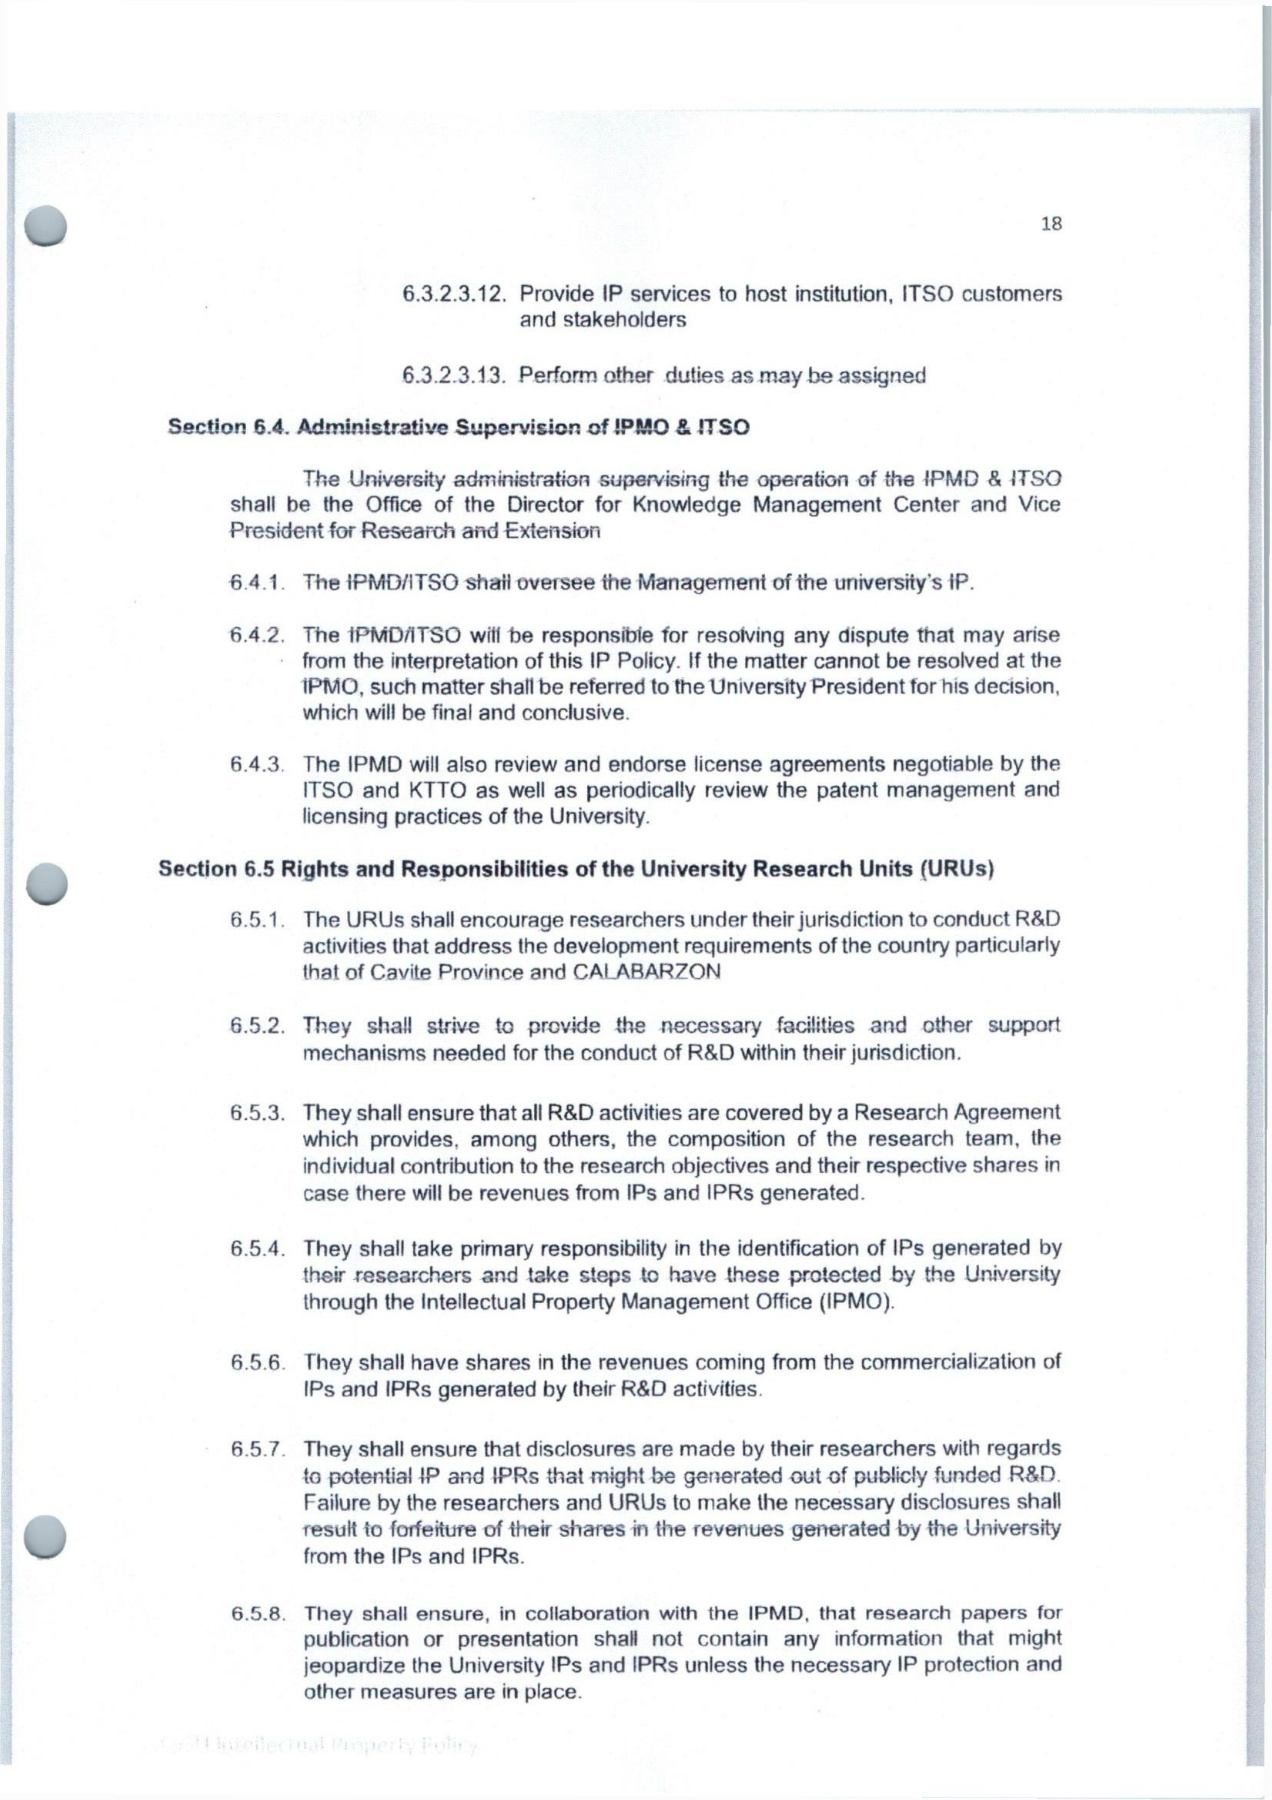 18
6.3.2.3.12. Provide IP services to host institution, ITSO customers
and stakeholders
6.3.2.3.13. Perform other duties as may be assigned
Section 6.4. Administrative Supervision of IPMO & ITSO
The University administration supervising the operation of the IPMD & ITSO
shall be the Office of the Director for Knowledge Management Center and Vice
President for Research and Extension
6.4.1. The IPMD/ITSO shall oversee the Management of the university's IP.
6.4.2. The IPMD/ITSO will be responsible for resolving any dispute that may arise
from the interpretation of this IP Policy. If the matter cannot be resolved at the
IPMO, such matter shall be referred to the University President for his decision,
which will be final and conclusive.
6.4.3. The IPMD will also review and endorse license agreements negotiable by the
ITSO and KTTO as well as periodically review the patent management and
licensing practices of the University.
Section 6.5 Rights and Responsibilities of the University Research Units (URUs)
6.5.1. The URUs shall encourage researchers under their jurisdiction to conduct R&D
activities that address the development requirements of the country particularly
that of Cavite Province and CALABARZON
6.5.2. They shall strive to provide the necessary facilities and other support
mechanisms needed for the conduct of R&D within their jurisdiction.
6.5.3. They shall ensure that all R&D activities are covered by a Research Agreement
which provides, among others, the composition of the research team, the
individual contribution to the research objectives and their respective shares in
case there will be revenues from IPs and IPRs generated.
6.5.4. They shall take primary responsibility in the identification of IPs generated by
their researchers and take steps to have these protected by the University
through the Intellectual Property Management Office (IPMO).
6.5.6. They shall have shares in the revenues coming from the commercialization of
IPs and IPRs generated by their R&D activities.
6.5.7. They shall ensure that disclosures are made by their researchers with regards
to potential IP and IPRs that might be generated out of publicly funded R&D.
Failure by the researchers and URUs to make the necessary disclosures shall
result to forfeiture of their shares in the revenues generated by the University
from the IPs and IPRs.
6.5.8. They shall ensure, in collaboration with the IPMD, that research papers for
publication or presentation shall not contain any information that might
jeopardize the University IPs and IPRs unless the necessary IP protection and
other measures are in place.
Intellectual Property Policy